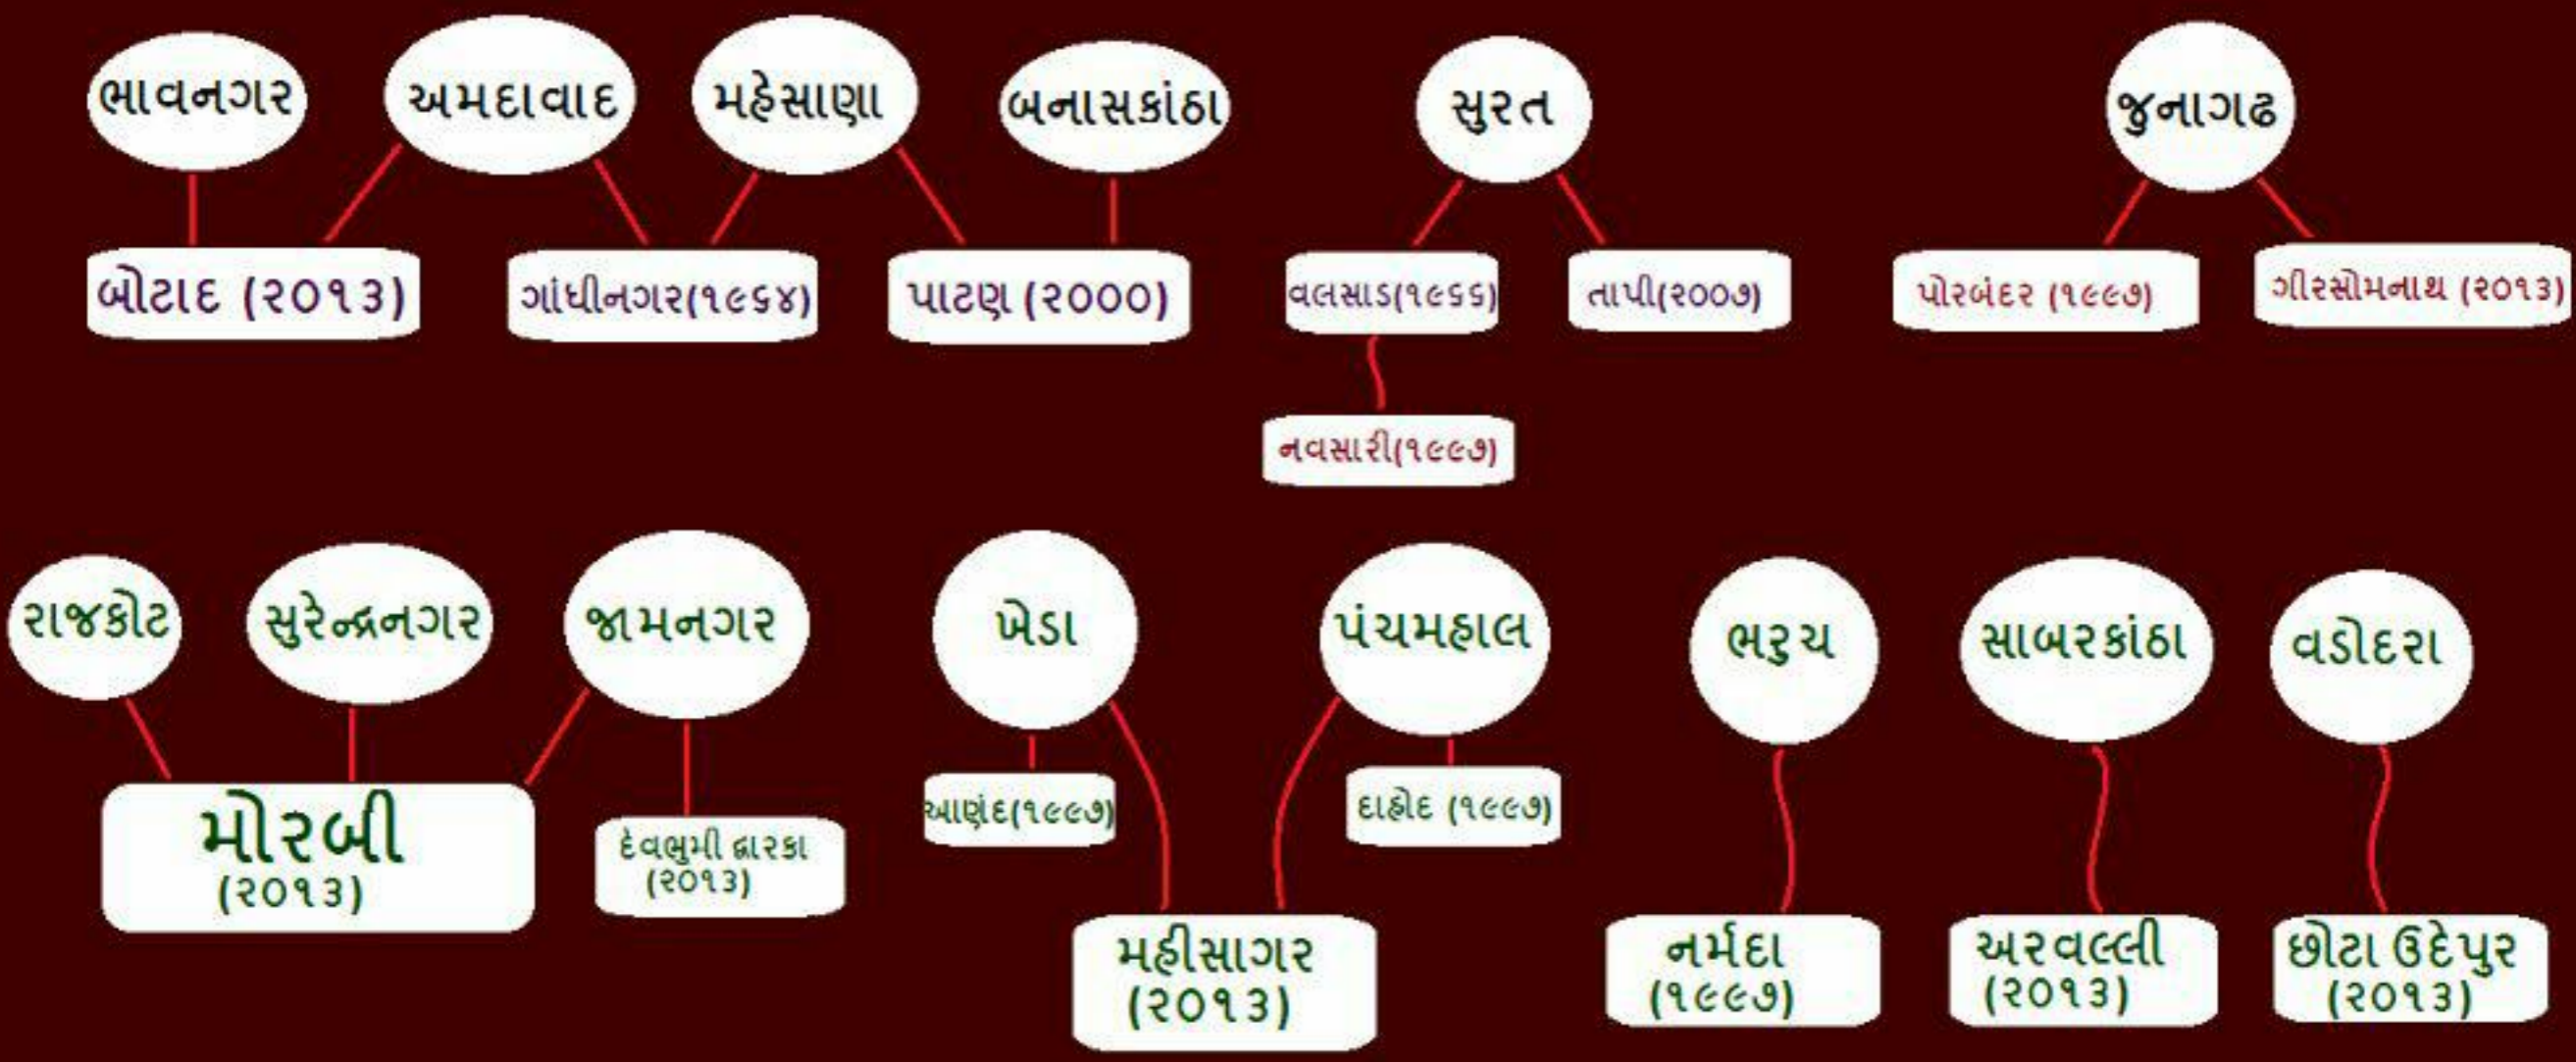 ભાવનગર
અમદાવાદ
મહેસાણા
બનાસકાંઠા
સુરત
જુનાગઢ
બોટાદ (૨૦૧૩)
ગાંધીનગર(૧૯૬૪)
પાટણ (૨૦૦૦)
વલસાડ(૧૯૬૬)
તાપી(૨૦૦૭)
પોરબંદર (૧૯૯૭)
ગીરસોમનાથ (૨૦૧૩)
નવસારી(૧૯૯૭)
રાજકોટ
સુરેન્દ્રનગર
જામનગર
ખેડા
પંચમહાલ
ભરુચ
સાબરકાંઠા
વડોદરા
મોરબી
(૨૦૧૩)
દેવભુમી દ્વારકા
(૨૦૧૩)
આણંદ(૧૯૯૭)
દાહોદ (૧૯૯૭)
મહીસાગર
(૨૦૧૩)
નર્મદા
(૧૯૯૭)
અરવલ્લી
(૨૦૧૩)
છોટા ઉદેપુર
(૨૦૧૩)